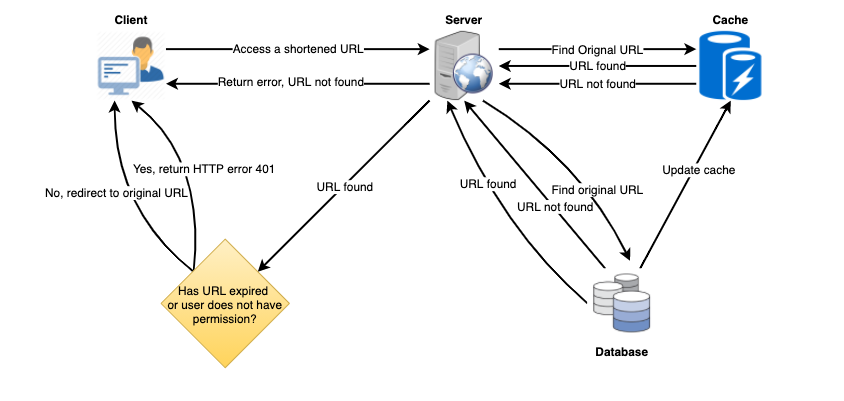 Client
Server
Cache
Access a shortened URL
Find Orignal URL
URL found
Return error, URL not found
URL not found
Yes, return HTTP error 401
No, redirect to original URL
URL found
URL found
Find original URL
URL not found
Update cache
Has URL expired
or user does not have
permission?
Database